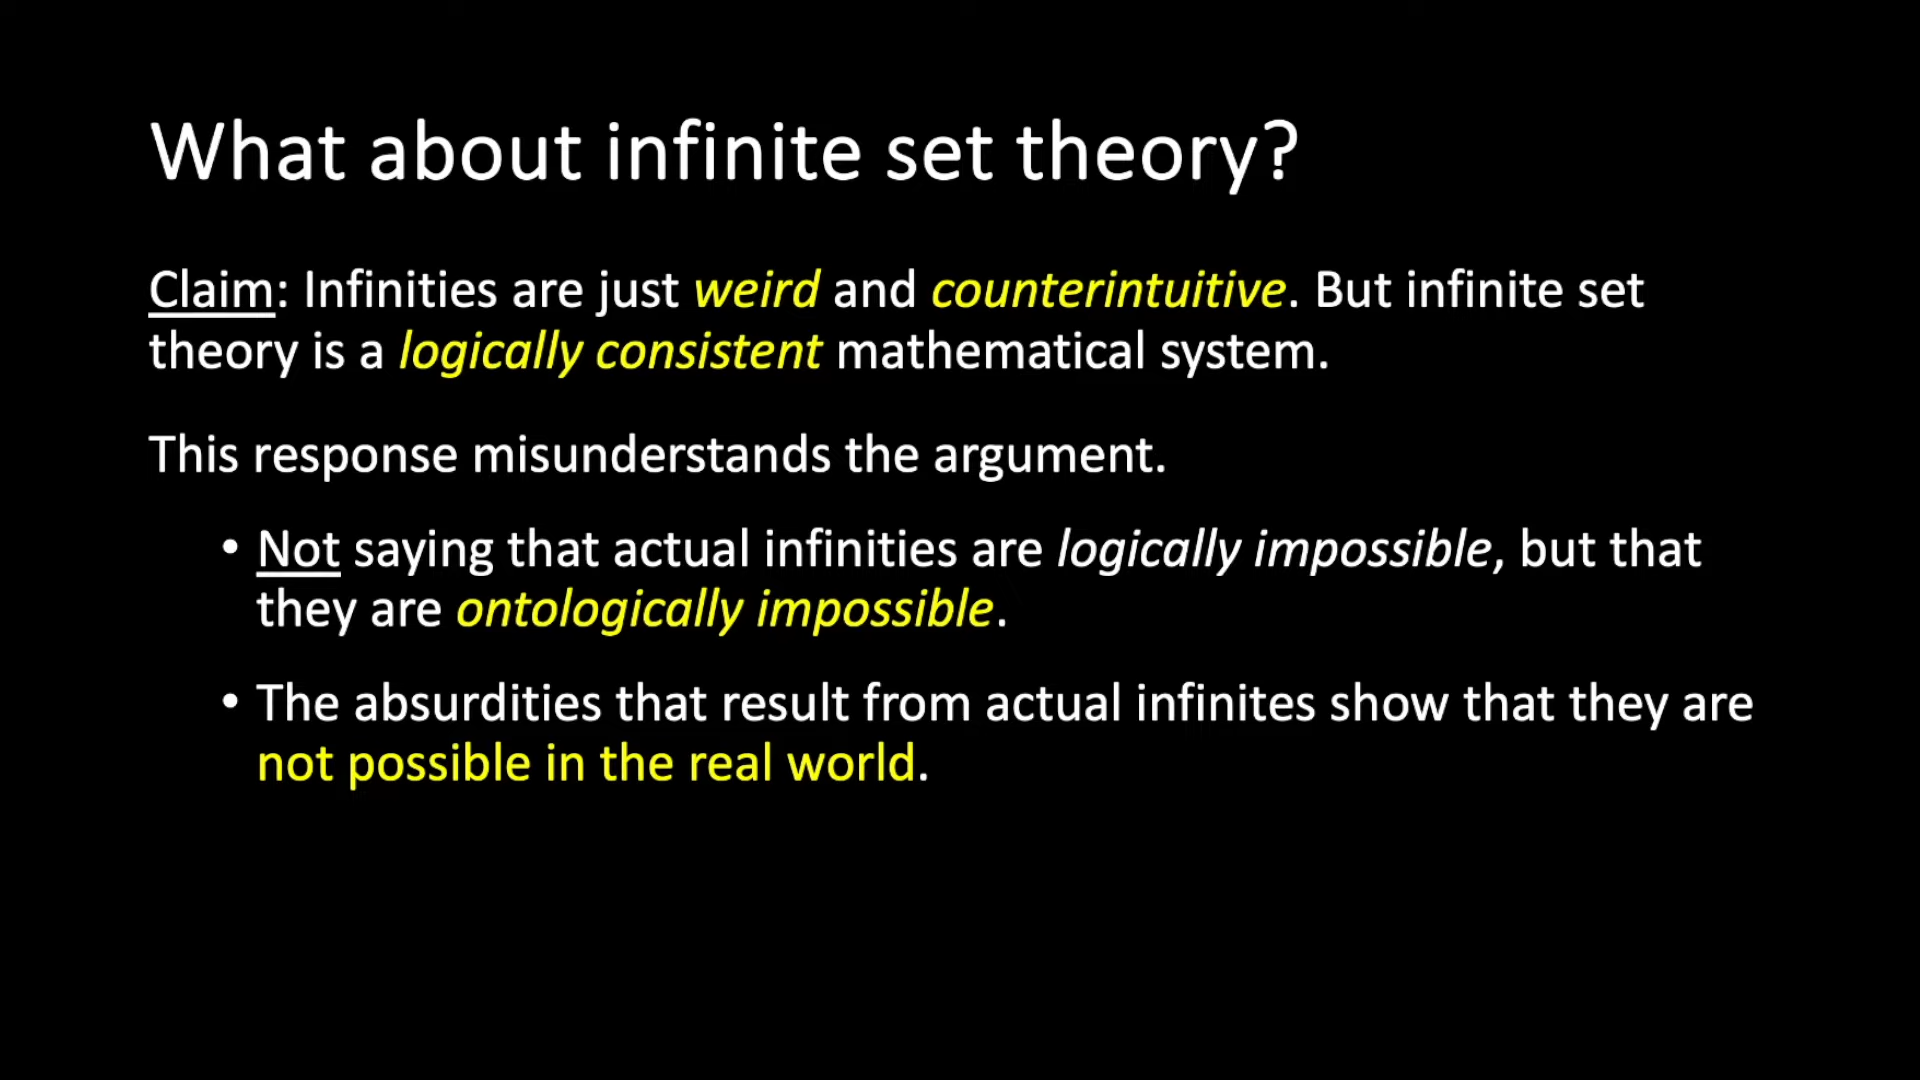 What about infinite set theory?
Claim: Infinities are just weird and counterintuitive. But infinite set
theory is a logically consistent mathematical system.
This response misunderstands the argument.
• Not saying that actual infinities are logically impossible, but that
they are ontologically impossible.
• The absurdities that result from actual infinites show that they are
not possible in the real world.